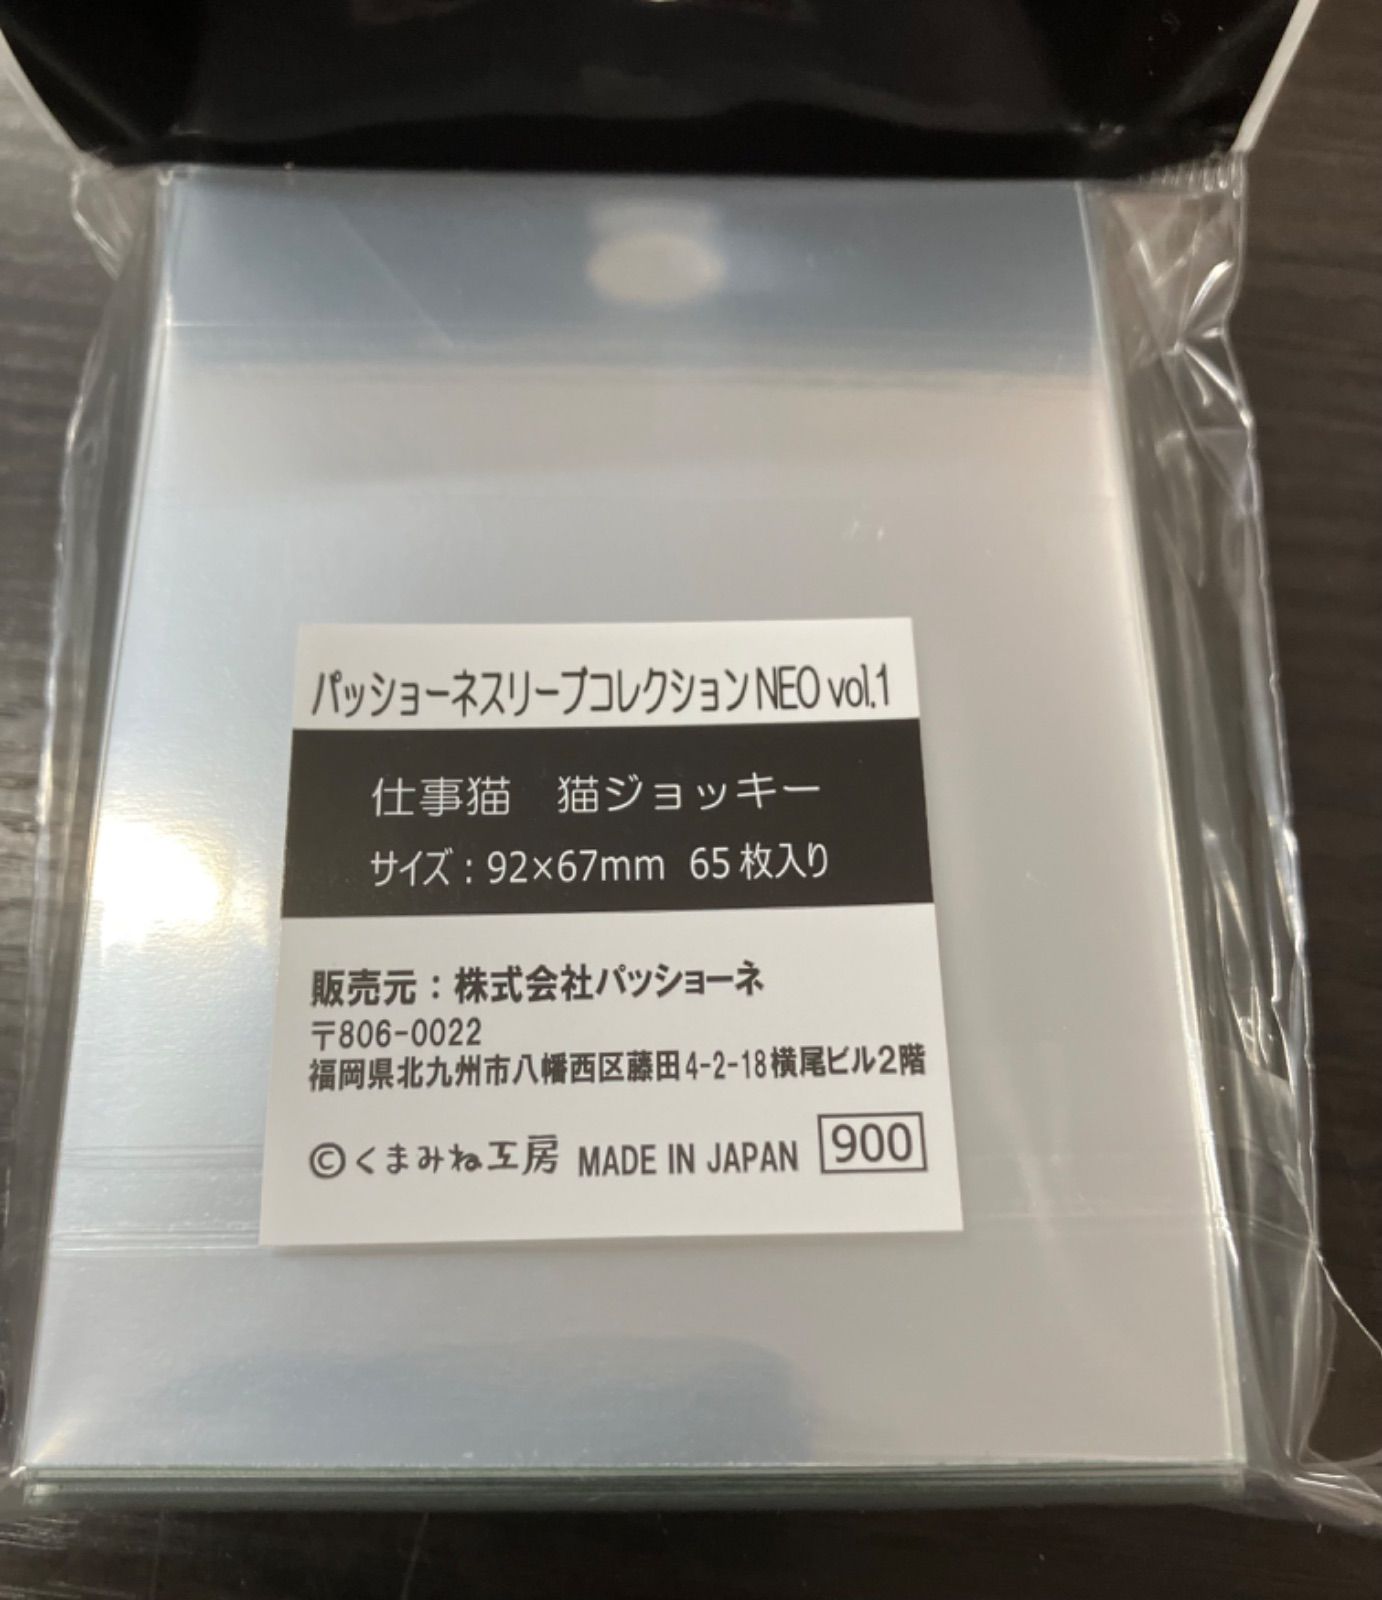 パッショーネスリーブコレクションNEO vol.1
仕事猫　猫ジョッキー
サイズ：92×67mm 65枚入り
販売元：株式会社パッショーネ
〒806-0022
福岡県北九州市八幡西区藤田4-2-18横尾ビル2階
©くまみね工房 MADE IN JAPAN 900